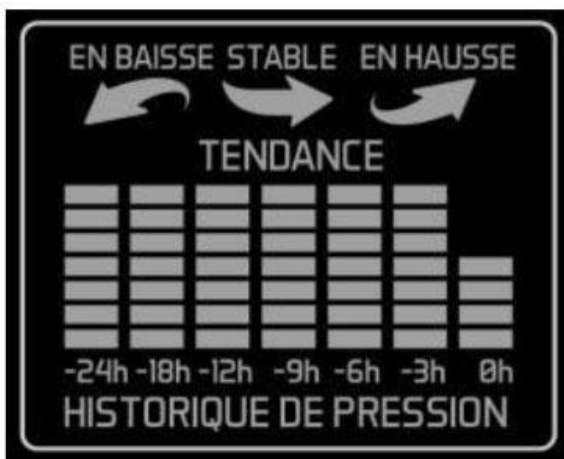 EN BAISSE STABLE EN HAUSSE
TENDANCE
-24h -18h -12h -9h -6h -3h 0h
HISTORIQUE DE PRESSION